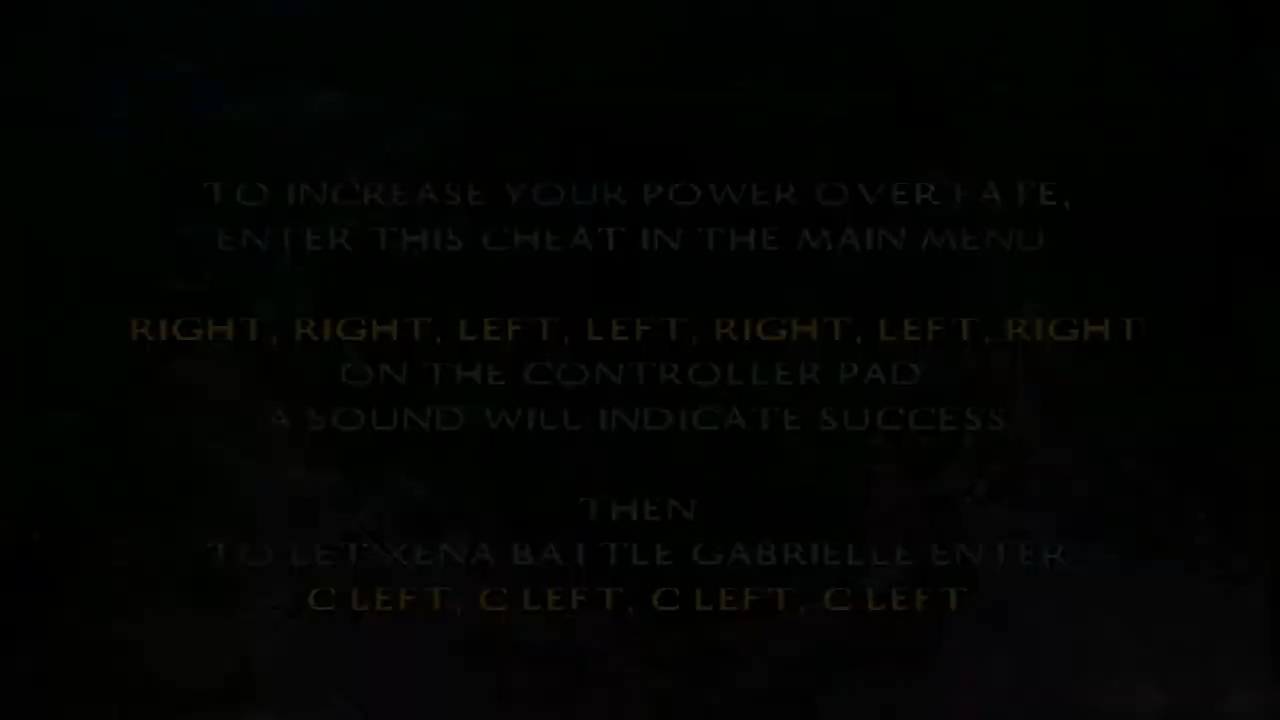 TO INCREASE YOUR POWER OVER FATE,
ENTER THIS CHEAT IN THE MAIN MENU
RIGHT, RIGHT, LEFT, LEFT, RIGHT, LEFT, RIGHT
ON THE CONTROLLER PAD
A SOUND WILL INDICATE SUCCESS
THEN
TO LET XENA BATTLE GABRIELLE ENTER
C LEFT, C LEFT, C LEFT, C LEFT